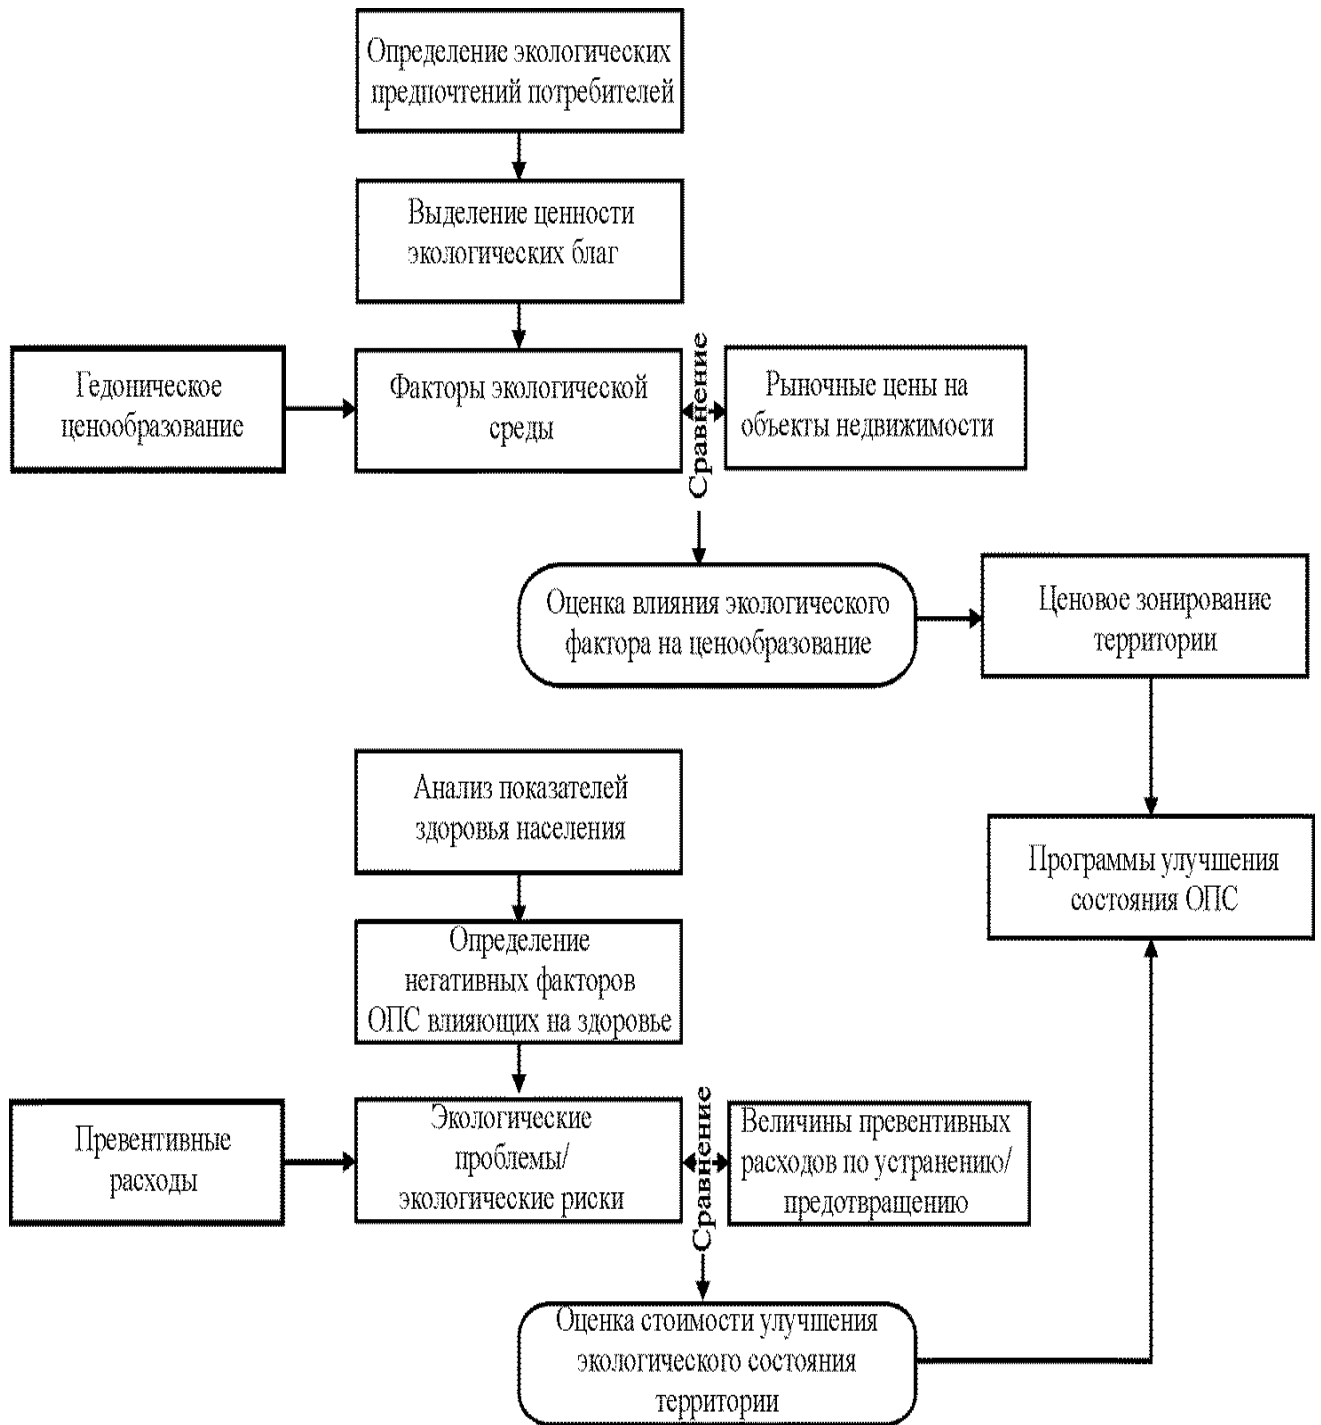 Определение экологических
предпочтений потребителей
Выделение ценности
экологических благ
Гедоническое
ценообразование
Факторы экологической
среды
Сравнение
Рыночные цены на
объекты недвижимости
Оценка влияния экологического
фактора на ценообразование
Ценовое зонирование
территории
Анализ показателей
здоровья населения
Программы улучшения
состояния ОПС
Определение
негативных факторов
ОПС влияющих на здоровье
Превентивные
расходы
Экологические
проблемы/
экологические риски
Сравнение
Величины превентивных
расходов по устранению/
предотвращению
Оценка стоимости улучшения
экологического состояния
территории